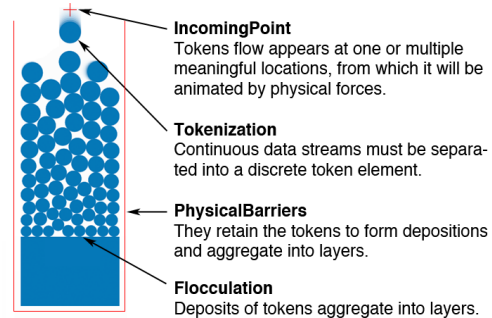 IncomingPoint
Tokens flow appears at one or multiple
meaningful locations, from which it will be
animated by physical forces.
Tokenization
Continuous data streams must be separa-
ted into a discrete token element.
PhysicalBarriers
They retain the tokens to form depositions
and aggregate into layers.
Flocculation
Deposits of tokens aggregate into layers.